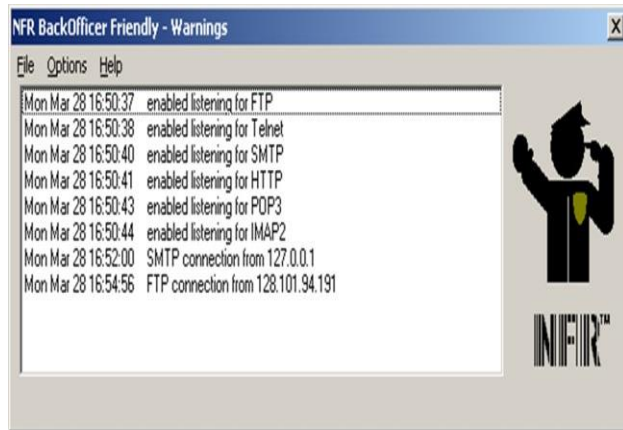 NFR BackOfficer Friendly - Warnings
X
File Options Help
Mon Mar 28 16:50:37 enabled listening for FTP
Mon Mar 28 16:50:38 enabled listening for Telnet
Mon Mar 28 16:50:40 enabled listening for SMTP
Mon Mar 28 16:50:41 enabled listening for HTTP
Mon Mar 28 16:50:43 enabled listening for POP3
Mon Mar 28 16:50:44 enabled listening for IMAP2
Mon Mar 28 16:52:00 SMTP connection from 127.0.0.1
Mon Mar 28 16:54:56 FTP connection from 128.101.94.191
NFR™